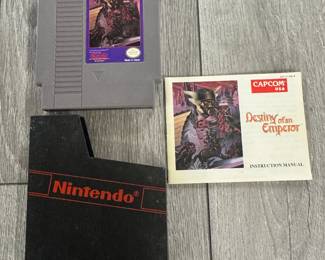 Nintendo®
CAPCOM
USA
Destiny of an
Emperor
INSTRUCTION MANUAL